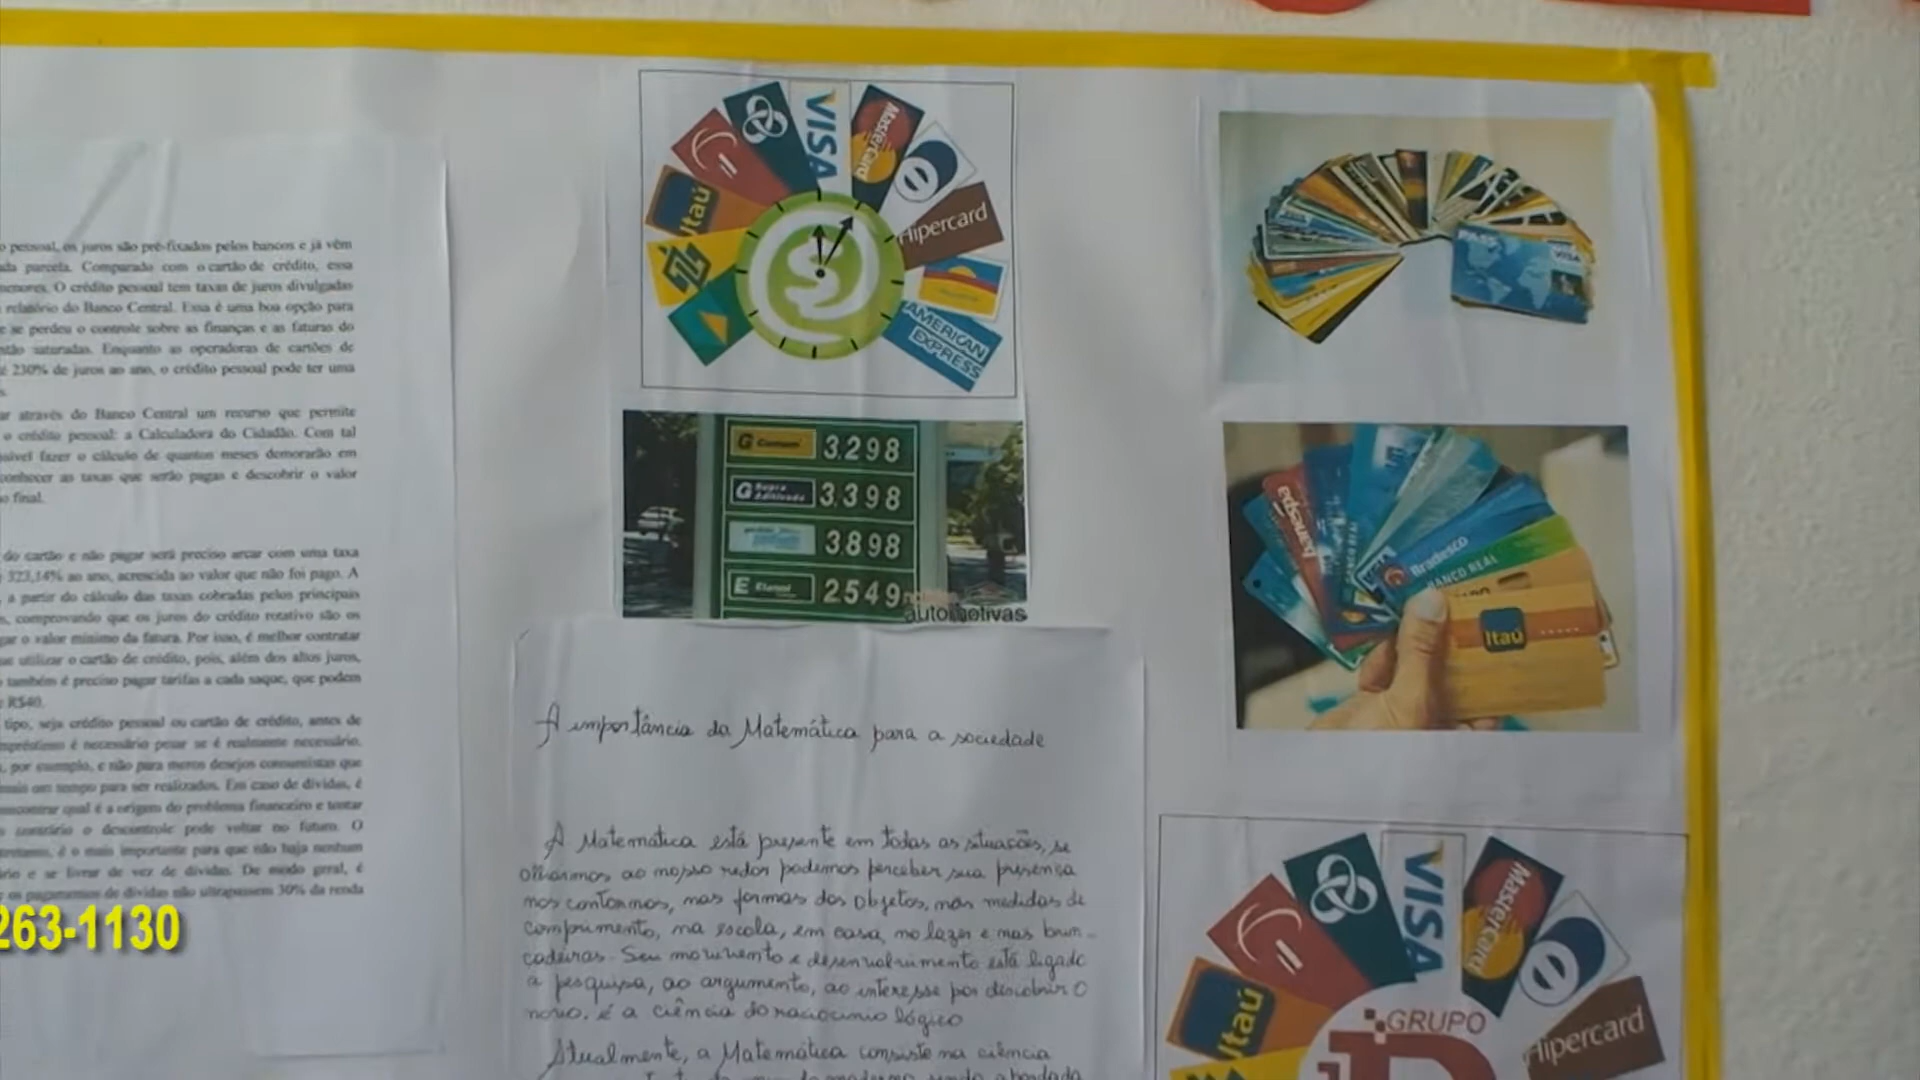 pessoal, os juros são pré-fixados pelos bancos e já vêm
parcela. Comparado com o cartão de crédito, essa
menores. O crédito pessoal tem taxas de juros divulgadas
relatório do Banco Central. Essa é uma boa opção para
se perdeu o controle sobre as finanças e as faturas do
saturadas. Enquanto as operadoras de cartões de
230% de juros ao ano, o crédito pessoal pode ter uma
através do Banco Central um recurso que permite
o crédito pessoal: a Calculadora do Cidadão. Com tal
fazer o cálculo de quantos meses demorarão em
conhecer as taxas que serão pagas e descobrir o valor
final.
do cartão e não pagar será preciso arcar com uma taxa
323,14% ao ano, acrescida ao valor que não foi pago. A
a partir do cálculo das taxas cobradas pelos principais
comprovando que os juros do crédito rotativo são os
o valor mínimo da fatura. Por isso, é melhor contratar
utilizar o cartão de crédito, pois, além dos altos juros,
também é preciso pagar tarifas a cada saque, que podem
R$40.
tipo, seja crédito pessoal ou cartão de crédito, antes de
é necessário pesar se é realmente necessário.
por exemplo, e não para meros desejos consumistas que
um tempo para ser realizados. Em caso de dívidas, é
encontrar qual é a origem do problema financeiro e tentar
contrário o descontrole pode voltar no futuro. O
é o mais importante para que não haja nenhum
e se livrar de vez de dívidas. De modo geral, é
os pagamentos de dívidas não ultrapassem 30% da renda
263-1130
Itaú
VISA
Mastercard
Hipercard
AMERICAN
EXPRESS
$
G Comum 3.298
G Supra Aditivada 3.398
3.898
E Etanol 2549
automotivas
A importância da Matemática para a sociedade
A Matemática está presente em todas as situações, se
olharmos ao nosso redor podemos perceber sua presença
nos contornos, nas formas dos objetos, nas medidas de
comprimento, na escola, em casa, no lazer e nas brin-
cadeiras. Seu movimento e desenvolvimento está ligado
a pesquisa, ao argumento, ao interesse por descobrir o
novo, é a ciência do raciocínio lógico
Atualmente, a Matemática consiste na ciência
VISA
banespa
Bradesco
BANCO REAL
Itaú
Itaú
VISA
Mastercard
Hipercard
GRUPO